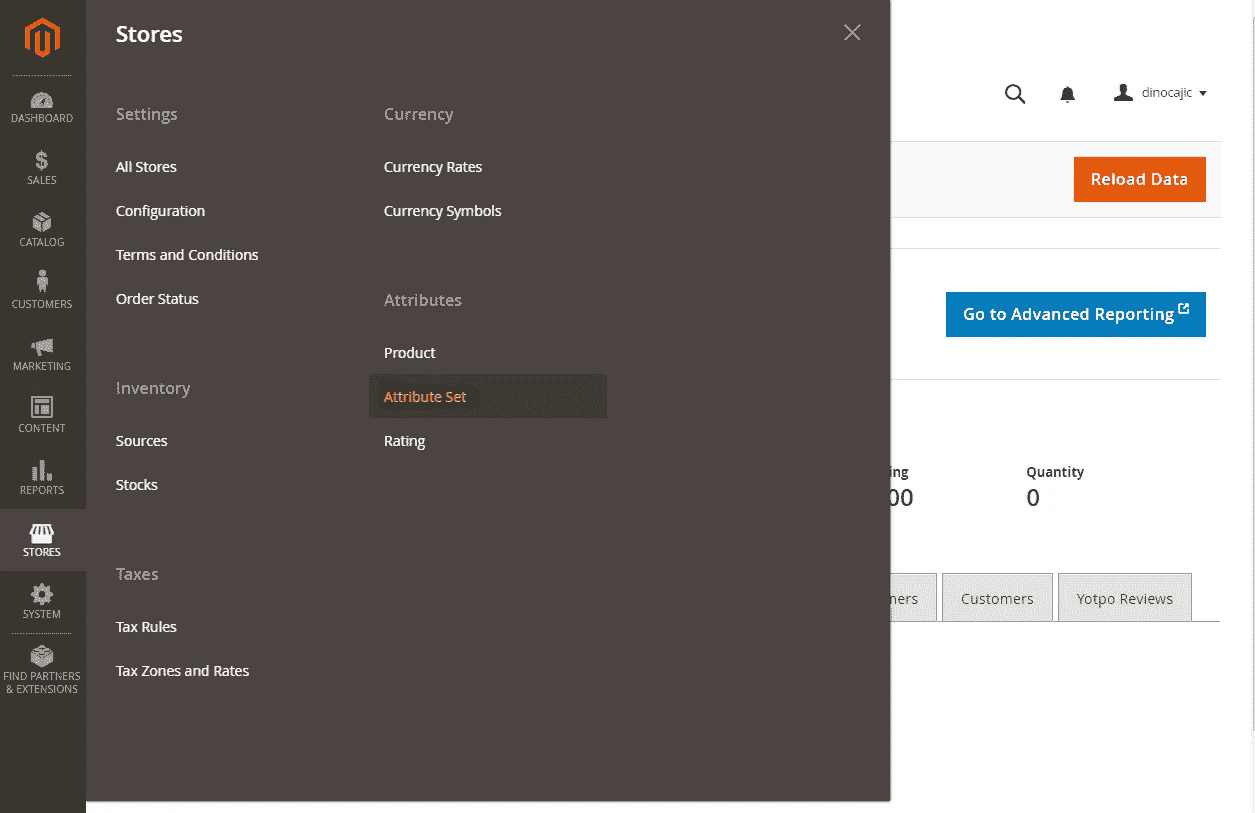 DASHBOARD
SALES
CATALOG
CUSTOMERS
MARKETING
CONTENT
REPORTS
STORES
SYSTEM
FIND PARTNERS
& EXTENSIONS
Stores
Settings
All Stores
Configuration
Terms and Conditions
Order Status
Inventory
Sources
Stocks
Taxes
Tax Rules
Tax Zones and Rates
Currency
Currency Rates
Currency Symbols
Attributes
Product
Attribute Set
Rating
dinocajic
Reload Data
Go to Advanced Reporting
ing
00
Quantity
0
ners
Customers
Yotpo Reviews